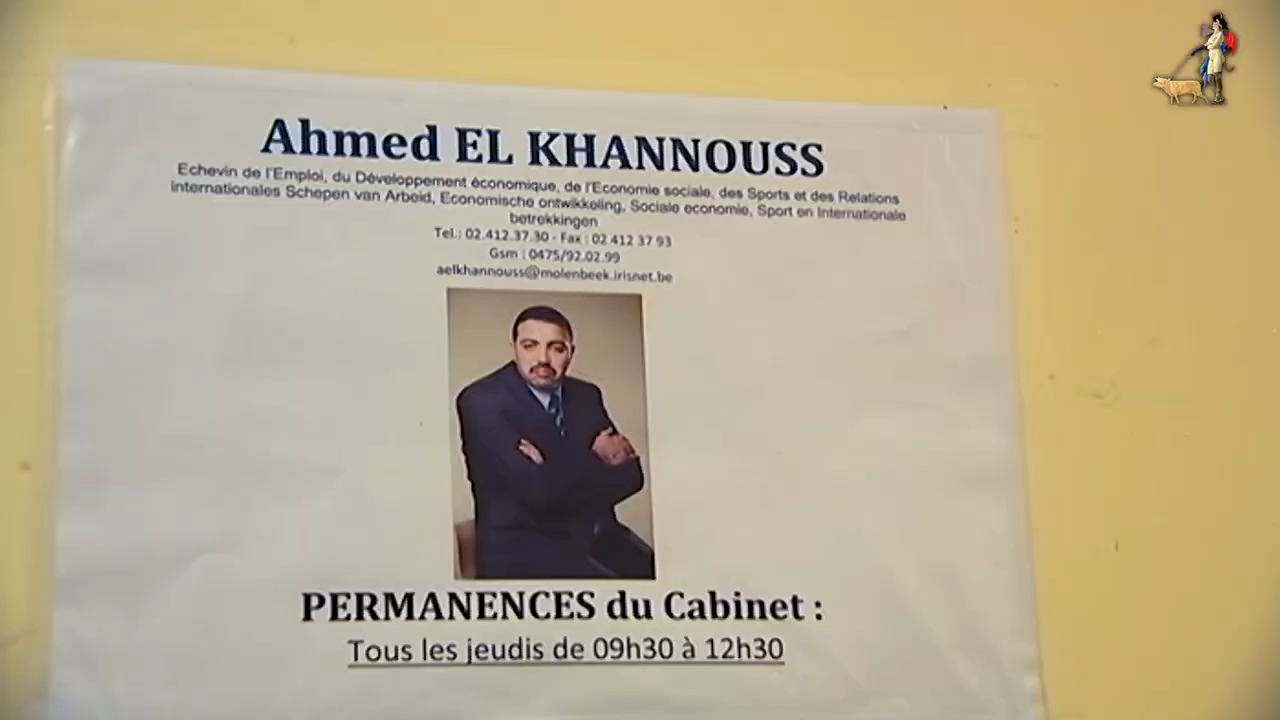 Ahmed EL KHANNOUSS
Echevin de l'Emploi, du Développement économique, de l'Economie sociale, des Sports et des Relations
internationales Schepen van Arbeid, Economische ontwikkeling, Sociale economie, Sport en Internationale
betrekkingen
Tel.: 02.412.37.30 - Fax : 02 412 37 93
Gsm : 0475/92.02.99
aelkhannouss@molenbeek.irisnet.be
PERMANENCES du Cabinet :
Tous les jeudis de 09h30 à 12h30